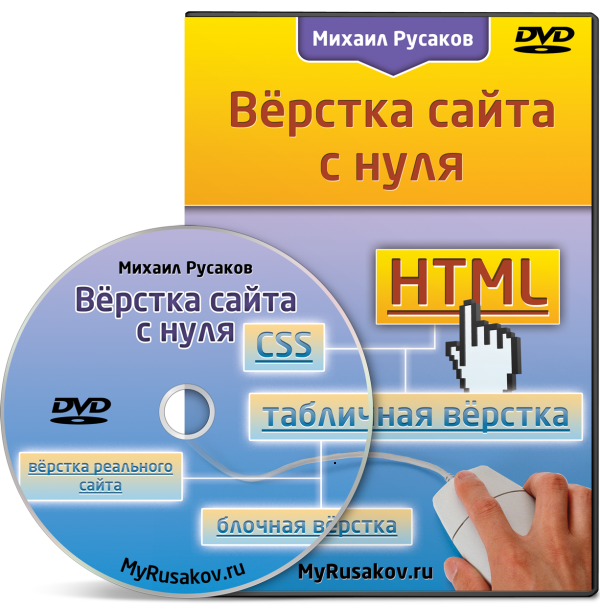 Михаил Русаков
DVD
Вёрстка сайта
с нуля
HTML
CSS
табличная вёрстка
вёрстка реального
сайта
блочная вёрстка
MyRusakov.ru
Михаил Русаков
Вёрстка сайта
с нуля
DVD
MyRusakov.ru